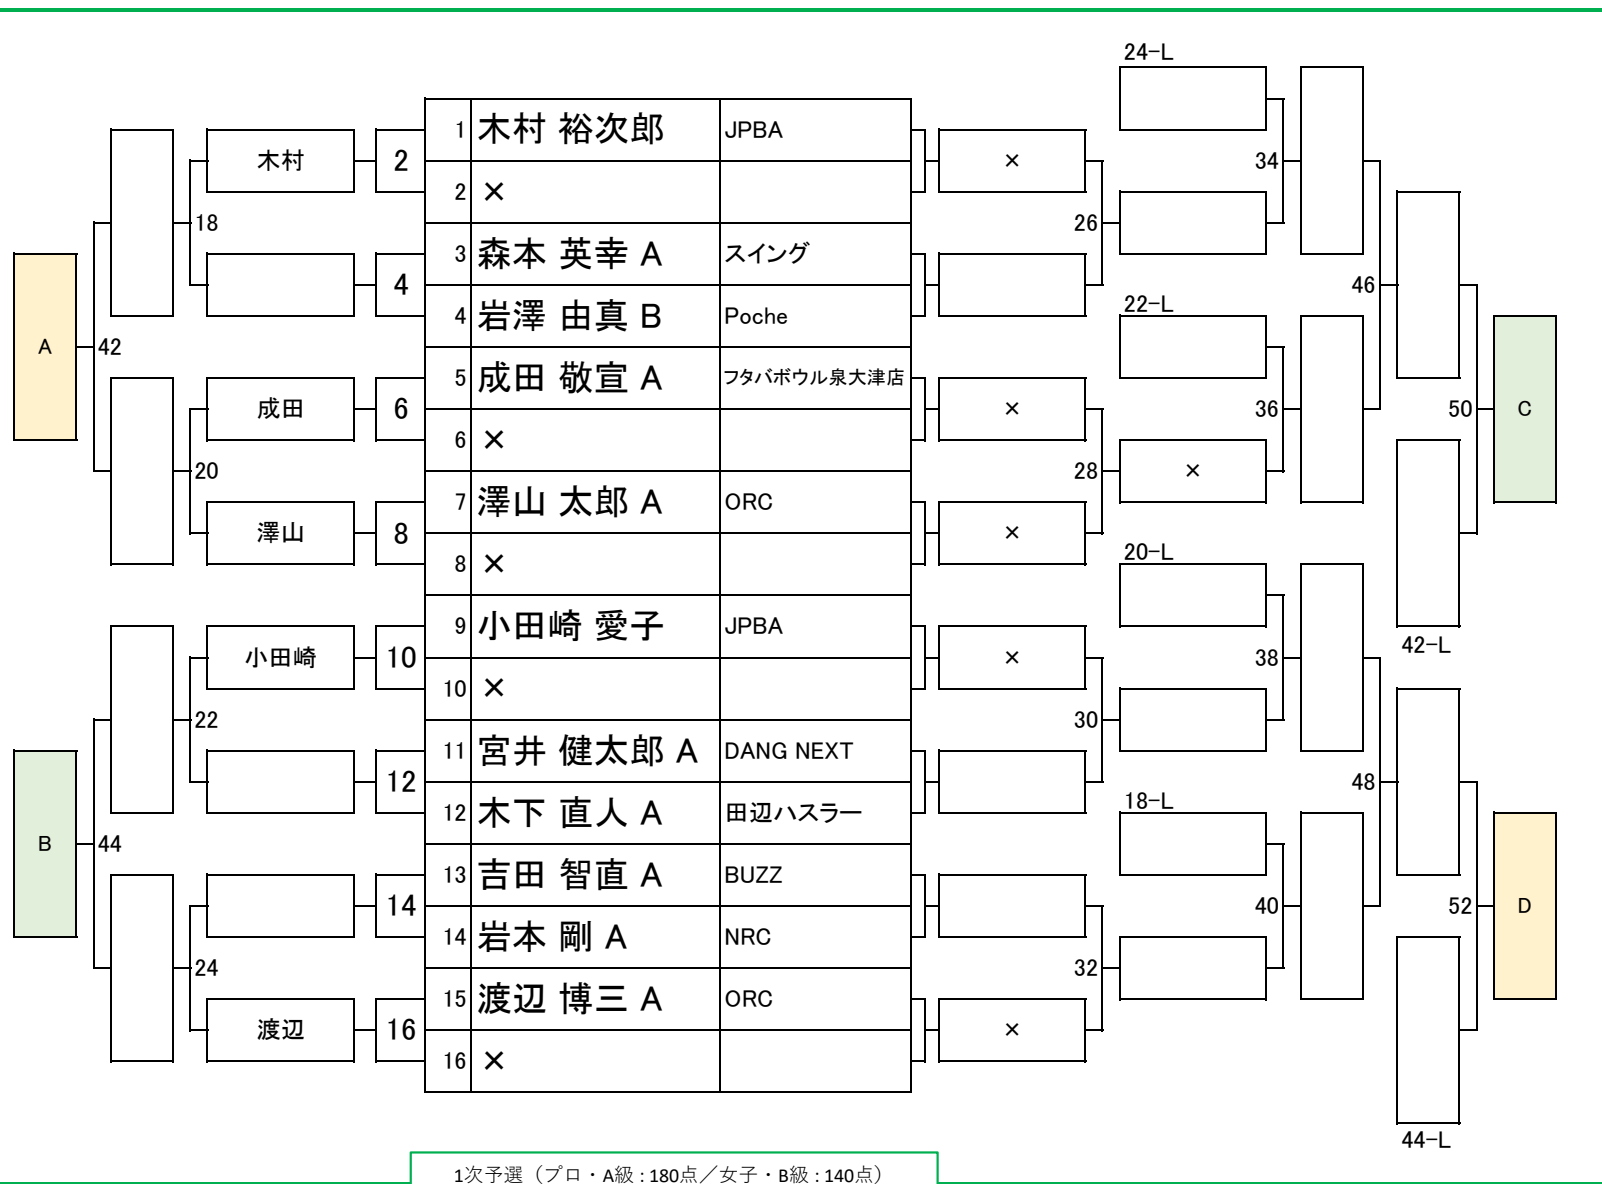 24-L
1 木村 裕次郎 JPBA
木村 2 × 34
2 ×
18 26
3 森本 英幸 A スイング
4 46
22-L
4 岩澤 由真 B Poche
A 42
5 成田 敬宣 A フタバボウル泉大津店
成田 6 × 36 50 C
6 ×
20 28 ×
7 澤山 太郎 A ORC
澤山 8 ×
20-L
8 ×
9 小田崎 愛子 JPBA
42-L
小田崎 10 × 38
10 ×
22 30
11 宮井 健太郎 A DANG NEXT
12 48
18-L
12 木下 直人 A 田辺ハスラー
B 44
13 吉田 智直 A BUZZ
14 40 52 D
14 岩本 剛 A NRC
24 32
15 渡辺 博三 A ORC
渡辺 16 ×
16 ×
44-L
1次予選（プロ・A級：180点／女子・B級：140点）